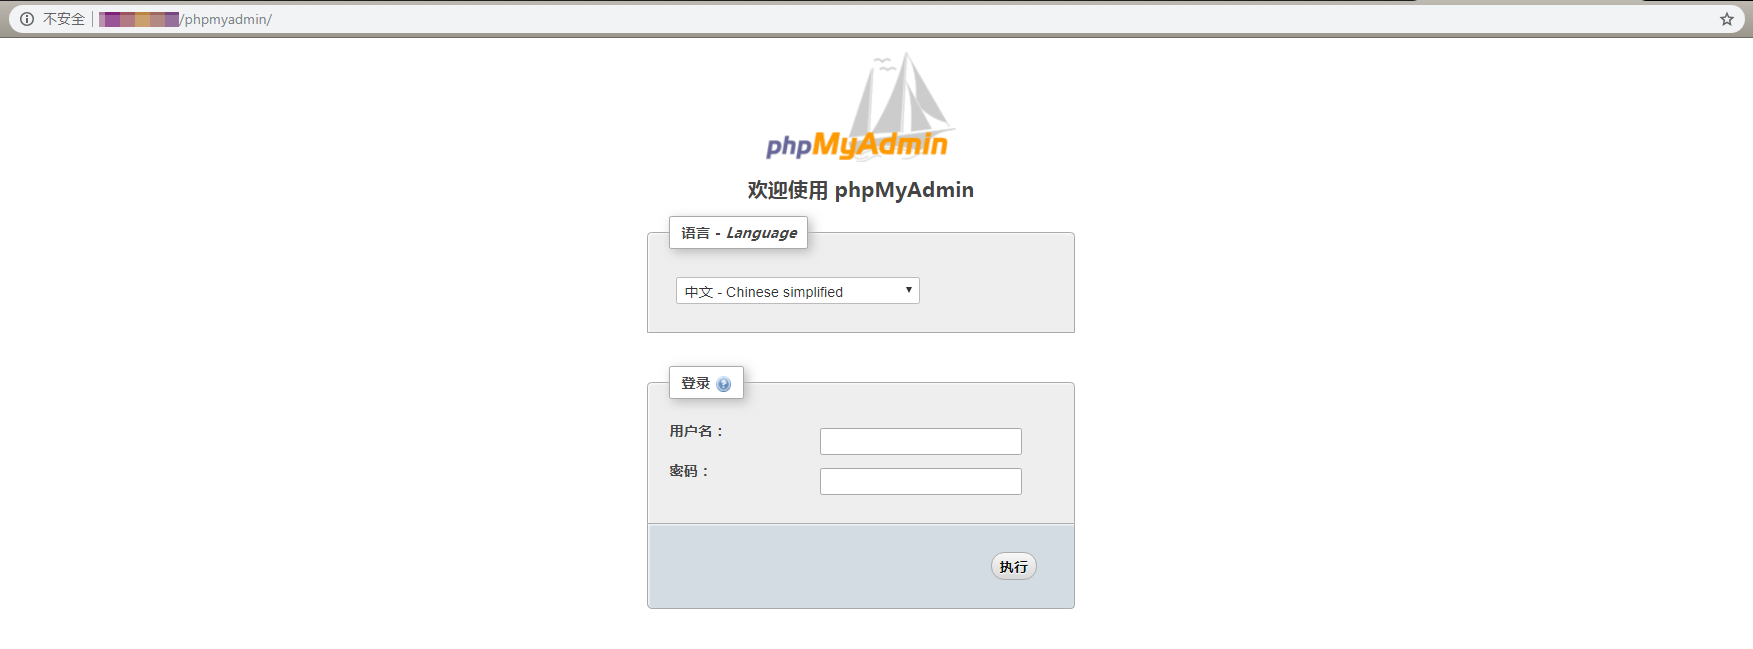 不安全 /phpmyadmin/
phpMyAdmin
欢迎使用 phpMyAdmin
语言 - Language
中文 - Chinese simplified
登录
用户名：
密码：
执行